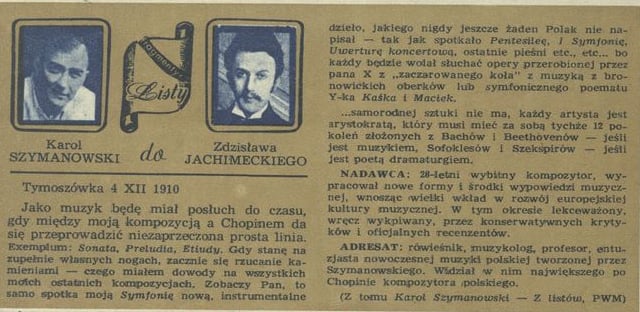 fragmenty
Listy
Karol
SZYMANOWSKI
do
Zdzisława
JACHIMECKIEGO
Tymoszówka 4 XII 1910
Jako muzyk będę miał posłuch do czasu,
gdy między moją kompozycją a Chopinem da
się przeprowadzić niezaprzeczona prosta linia.
Exemplum: Sonata, Preludia, Etiudy. Gdy stanę na
zupełnie własnych nogach, zacznie się rzucanie ka-
mieniami — czego miałem dowody na wszystkich
moich ostatnich kompozycjach. Zobaczy Pan, to
samo spotka moją Symfonię nową, instrumentalne
dzieło, jakiego nigdy jeszcze żaden Polak nie na-
pisał — tak jak spotkało Pentesileę, I Symfonię,
Uwerturę koncertową, ostatnie pieśni etc., etc... bo
każdy będzie wolał słuchać opery przerobionej przez
pana X z „zaczarowanego koła" z muzyką z bro-
nowickich oberków lub symfonicznego poematu
Y-ka Kaśka i Maciek.
...samorodnej sztuki nie ma, każdy artysta jest
arystokratą, który musi mieć za sobą tychże 12 po-
koleń złożonych z Bachów i Beethovenów — jeśli
jest muzykiem, Sofoklesów i Szekspirów — jeśli
jest poetą dramaturgiem.
NADAWCA: 28-letni wybitny kompozytor, wy-
pracował nowe formy i środki wypowiedzi muzycz-
nej, wnosząc wielki wkład w rozwój europejskiej
kultury muzycznej. W tym okresie lekceważony,
wręcz wykpiwany, przez konserwatywnych kryty-
ków i oficjalnych recenzentów.
ADRESAT: rówieśnik, muzykolog, profesor, entu-
zjasta nowoczesnej muzyki polskiej tworzonej przez
Szymanowskiego. Widział w nim największego po
Chopinie kompozytora polskiego.
(Z tomu Karol Szymanowski — Z listów, PWM)